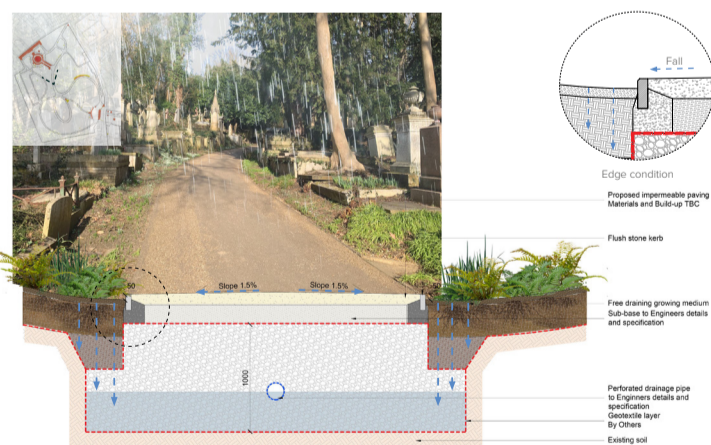 Fall
Edge condition
Proposed impermeable paving
Materials and Build-up TBC
Flush stone kerb
50
Slope 1.5%
Slope 1.5%
50
Free draining growing medium
Sub-base to Engineers details
and specification
1000
Perforated drainage pipe
to Enginners details and
specification
Geotextile layer
By Others
Existing soil